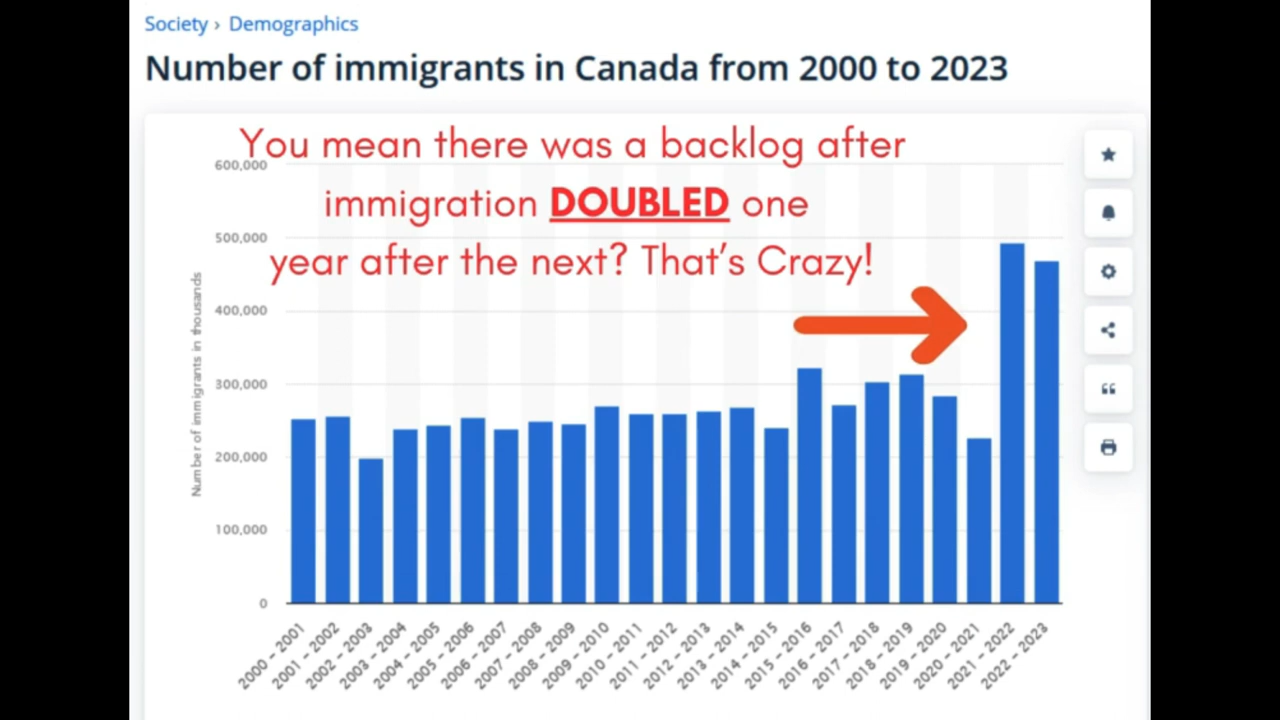 Society › Demographics
Number of immigrants in Canada from 2000 to 2023
You mean there was a backlog after
immigration DOUBLED one
year after the next? That's Crazy!
Number of immigrants in thousands
600,000
500,000
400,000
300,000
200,000
100,000
0
2000 - 2001
2001 - 2002
2002 - 2003
2003 - 2004
2004 - 2005
2005 - 2006
2006 - 2007
2007 - 2008
2008 - 2009
2009 - 2010
2010 - 2011
2011 - 2012
2012 - 2013
2013 - 2014
2014 - 2015
2015 - 2016
2016 - 2017
2017 - 2018
2018 - 2019
2019 - 2020
2020 - 2021
2021 - 2022
2022 - 2023